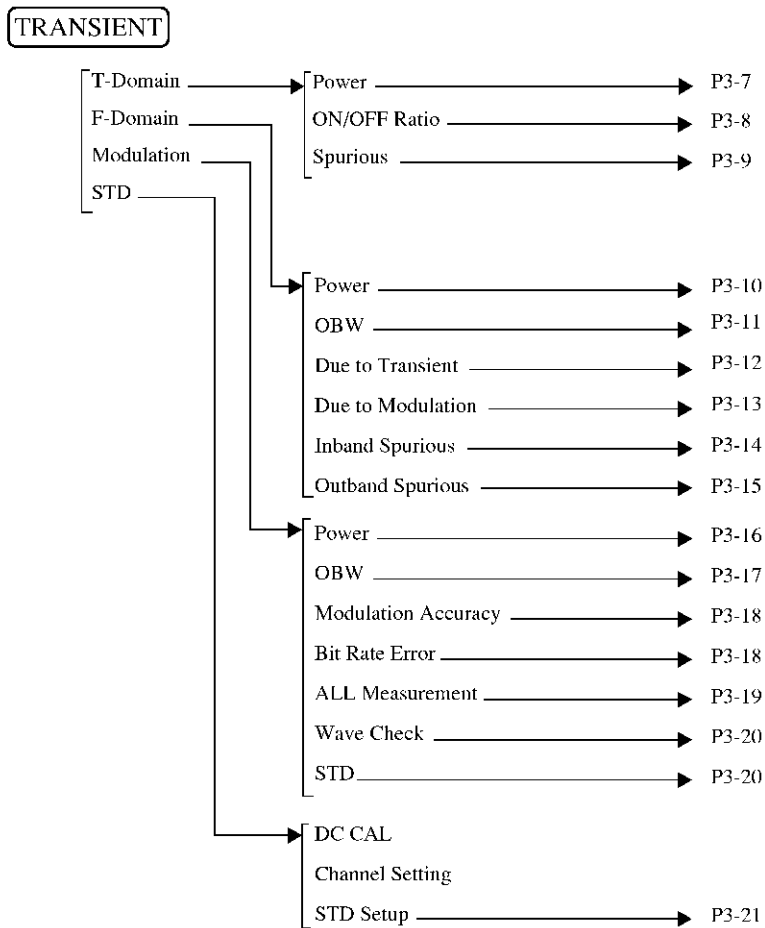 TRANSIENT
T-Domain
F-Domain
Modulation
STD
Power P3-7
ON/OFF Ratio P3-8
Spurious P3-9
Power P3-10
OBW P3-11
Due to Transient P3-12
Due to Modulation P3-13
Inband Spurious P3-14
Outband Spurious P3-15
Power P3-16
OBW P3-17
Modulation Accuracy P3-18
Bit Rate Error P3-18
ALL Measurement P3-19
Wave Check P3-20
STD P3-20
DC CAL
Channel Setting
STD Setup P3-21